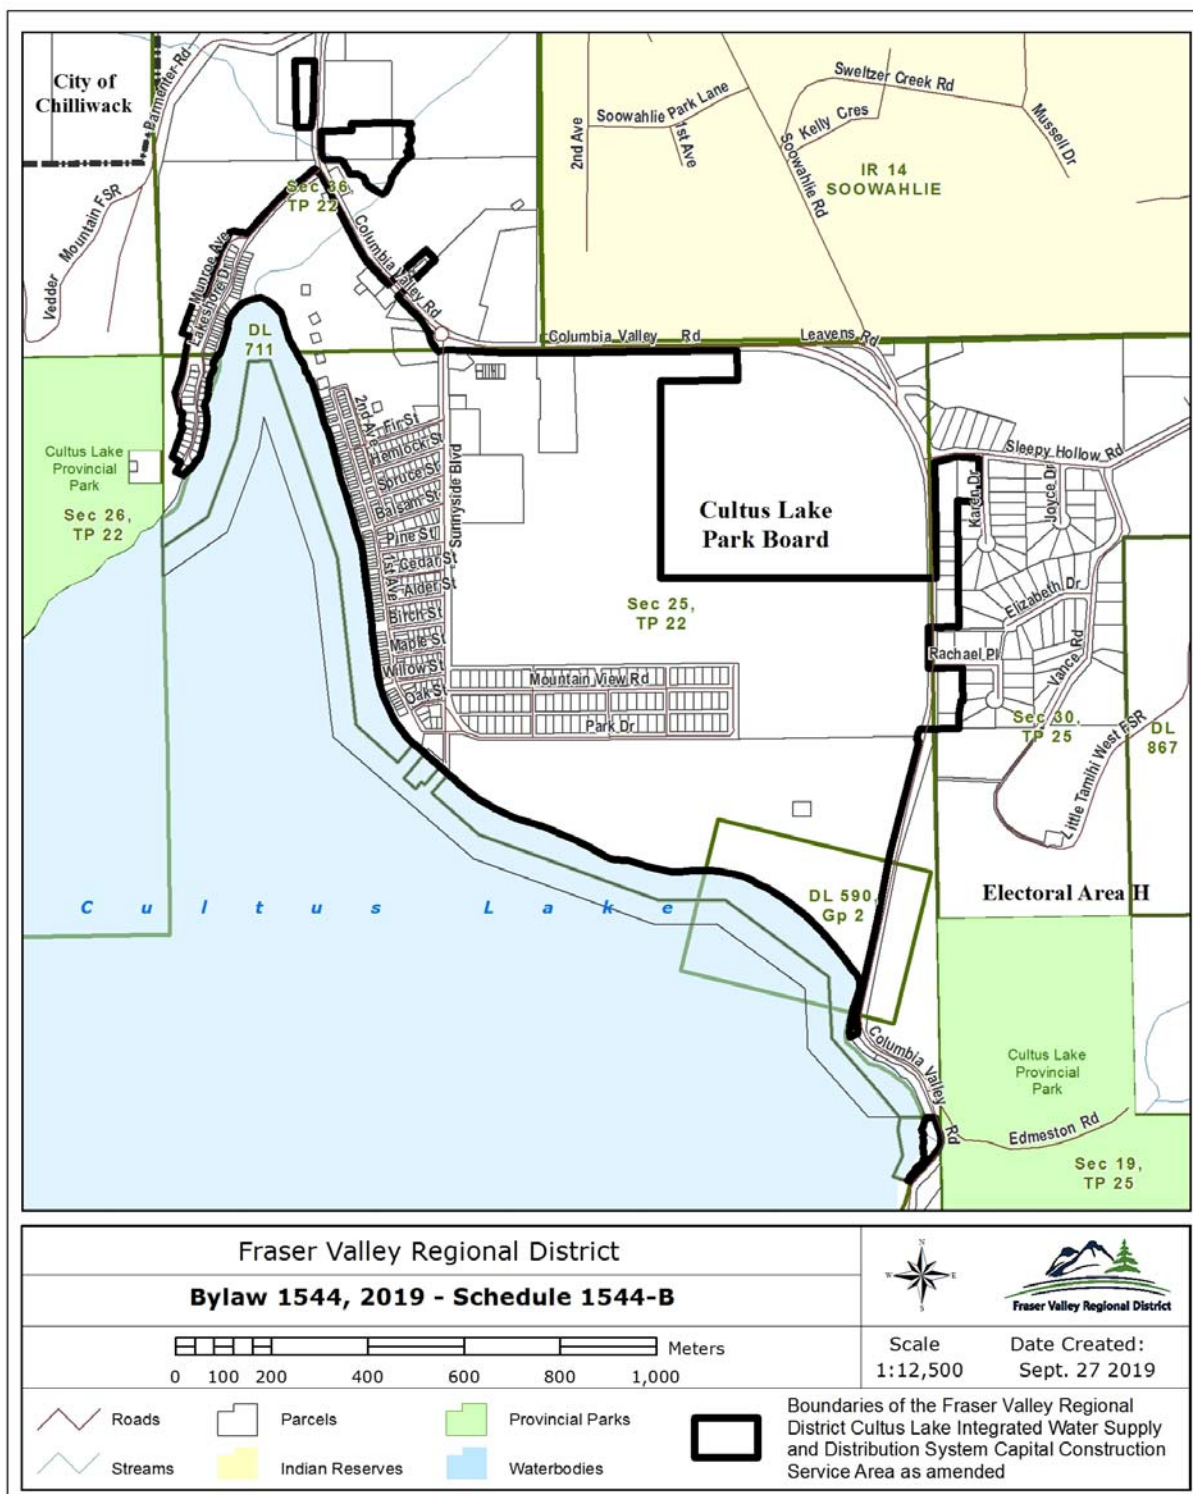 City of
Chilliwack
Parmenter Rd
Vedder Mountain FSR
Sec 36,
TP 22
Munroe Ave
Lakeshore Dr
Columbia Valley Rd
2nd Ave
Soowahlie Park Lane
1st Ave
Sweltzer Creek Rd
Kelly Cres
Soowahlie Rd
Mussell Dr
IR 14
SOOWAHLIE
DL
711
Columbia Valley Rd
Leavens Rd
Cultus Lake
Provincial
Park
Sec 26,
TP 22
2nd Ave
Fir St
Hemlock St
Spruce St
Balsam St
Pine St
Cedar St
1st Ave
Alder St
Birch St
Maple St
Willow St
Oak St
Sunnyside Blvd
Cultus Lake
Park Board
Sleepy Hollow Rd
Karen Dr
Joyce Dr
Elizabeth Dr
Rachael Pl
Vance Rd
Sec 25,
TP 22
Mountain View Rd
Park Dr
Sec 30,
TP 25
Little Tamihi West FSR
DL
867
Electoral Area H
DL 590,
Gp 2
Cultus Lake
Columbia Valley Rd
Cultus Lake
Provincial
Park
Edmeston Rd
Sec 19,
TP 25
Fraser Valley Regional District
Bylaw 1544, 2019 - Schedule 1544-B
N
W E
S
Fraser Valley Regional District
Meters
0 100 200 400 600 800 1,000
Scale
1:12,500
Date Created:
Sept. 27 2019
Roads
Parcels
Provincial Parks
Streams
Indian Reserves
Waterbodies
Boundaries of the Fraser Valley Regional
District Cultus Lake Integrated Water Supply
and Distribution System Capital Construction
Service Area as amended